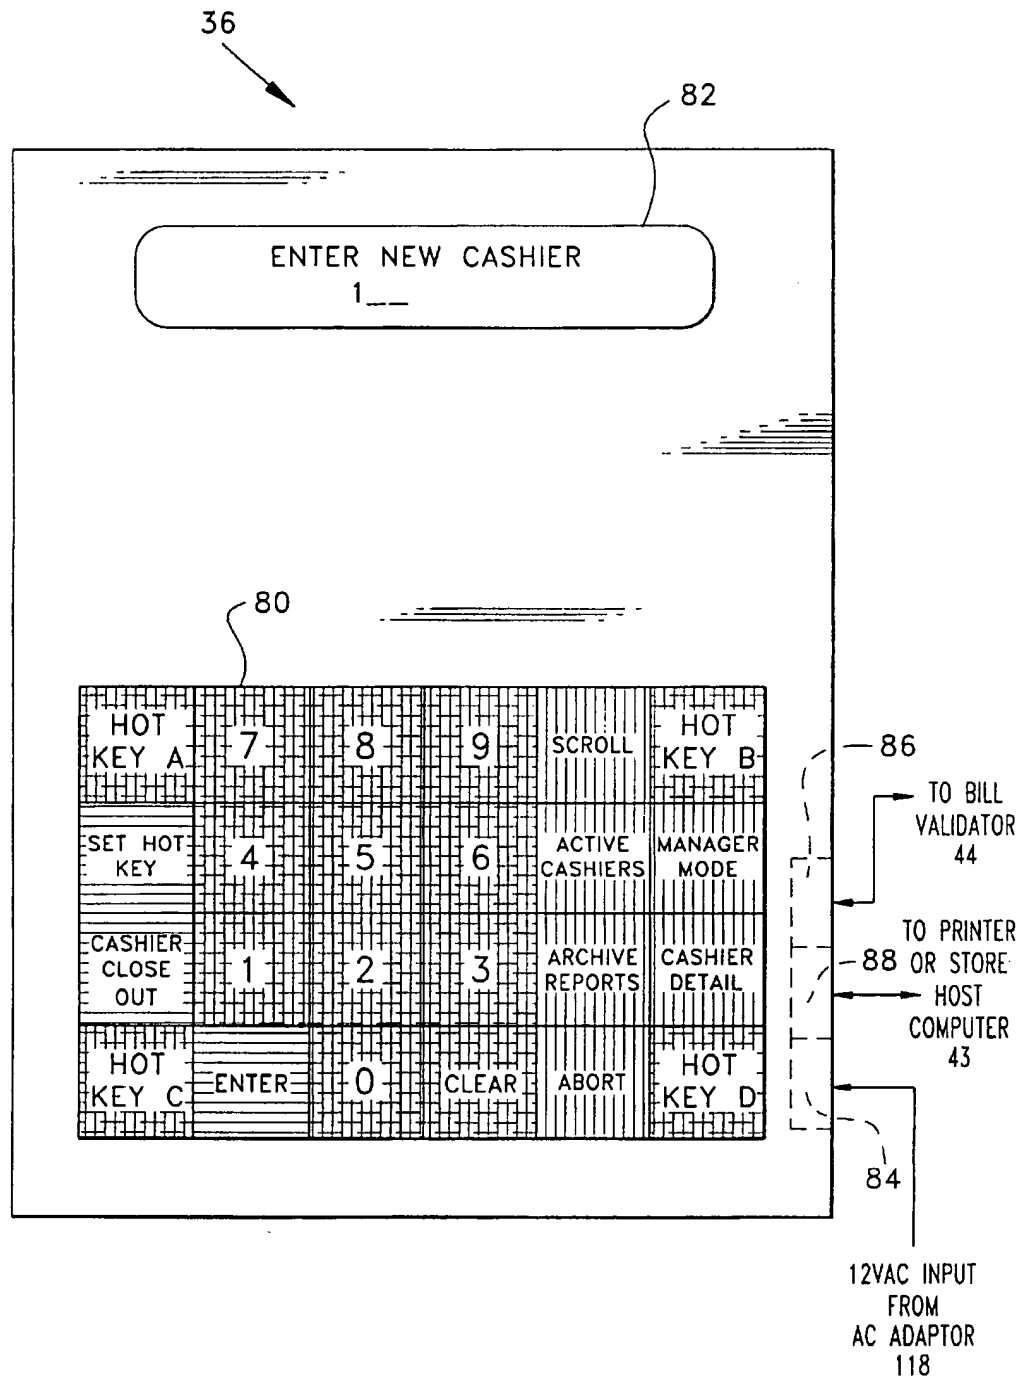 36
82
ENTER NEW CASHIER
1__
80
HOT
KEY A
7
8
9
SCROLL
HOT
KEY B
SET HOT
KEY
4
5
6
ACTIVE
CASHIERS
MANAGER
MODE
CASHIER
CLOSE
OUT
1
2
3
ARCHIVE
REPORTS
CASHIER
DETAIL
HOT
KEY C
ENTER
0
CLEAR
ABORT
HOT
KEY D
86
TO BILL
VALIDATOR
44
88
TO PRINTER
OR STORE
HOST
COMPUTER
43
84
12VAC INPUT
FROM
AC ADAPTOR
118